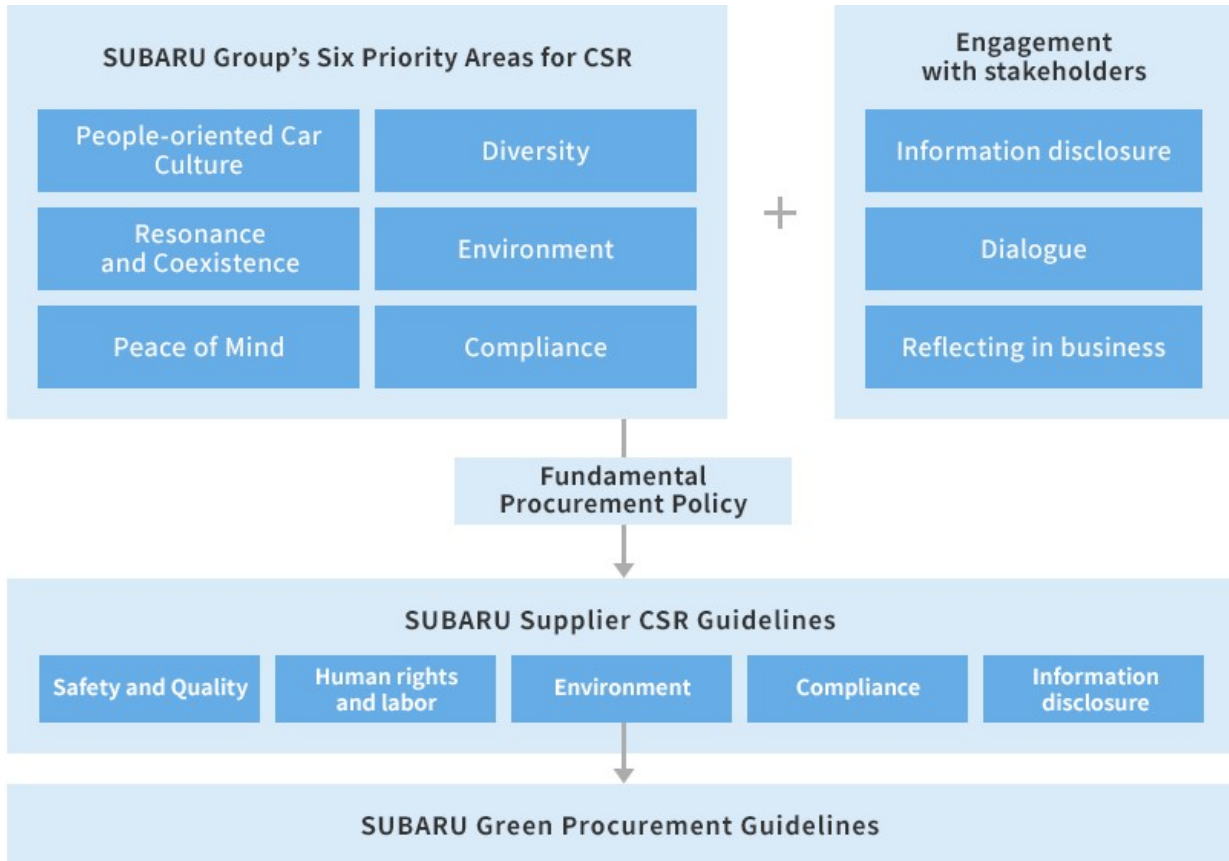 SUBARU Group’s Six Priority Areas for CSR
People-oriented Car
Culture
Diversity
Resonance
and Coexistence
Environment
Peace of Mind
Compliance
+
Engagement
with stakeholders
Information disclosure
Dialogue
Reflecting in business
Fundamental
Procurement Policy
SUBARU Supplier CSR Guidelines
Safety and Quality
Human rights
and labor
Environment
Compliance
Information
disclosure
SUBARU Green Procurement Guidelines